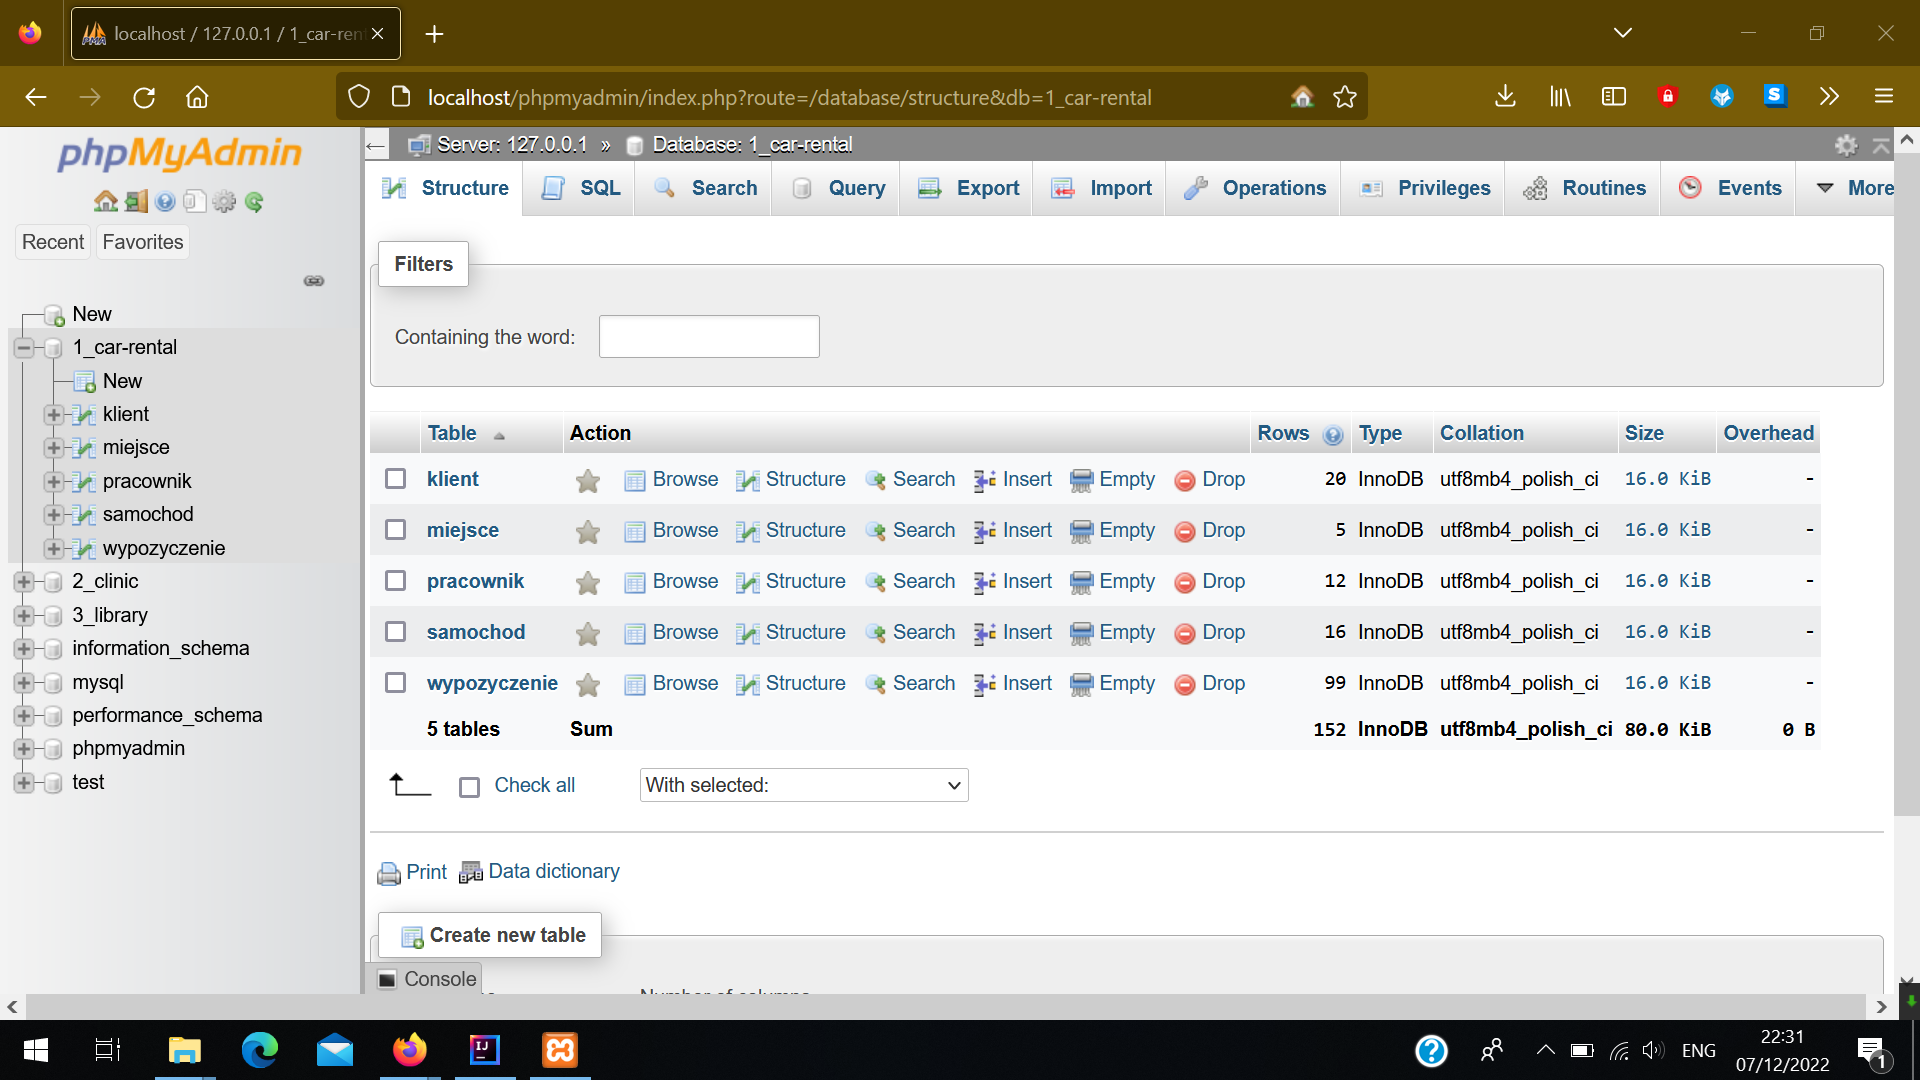 localhost / 127.0.0.1 / 1_car-ren
localhost/phpmyadmin/index.php?route=/database/structure&db=1_car-rental
phpMyAdmin
Recent
Favorites
New
1_car-rental
New
klient
miejsce
pracownik
samochod
wypozyczenie
2_clinic
3_library
information_schema
mysql
performance_schema
phpmyadmin
test
Server: 127.0.0.1 » Database: 1_car-rental
Structure SQL Search Query Export Import Operations Privileges Routines Events More
Filters
Containing the word:
Table Action Rows Type Collation Size Overhead
klient Browse Structure Search Insert Empty Drop 20 InnoDB utf8mb4_polish_ci 16.0 KiB -
miejsce Browse Structure Search Insert Empty Drop 5 InnoDB utf8mb4_polish_ci 16.0 KiB -
pracownik Browse Structure Search Insert Empty Drop 12 InnoDB utf8mb4_polish_ci 16.0 KiB -
samochod Browse Structure Search Insert Empty Drop 16 InnoDB utf8mb4_polish_ci 16.0 KiB -
wypozyczenie Browse Structure Search Insert Empty Drop 99 InnoDB utf8mb4_polish_ci 16.0 KiB -
5 tables Sum 152 InnoDB utf8mb4_polish_ci 80.0 KiB 0 B
Check all With selected:
Print Data dictionary
Create new table
Console
Number of columns
ENG
22:31
07/12/2022
1